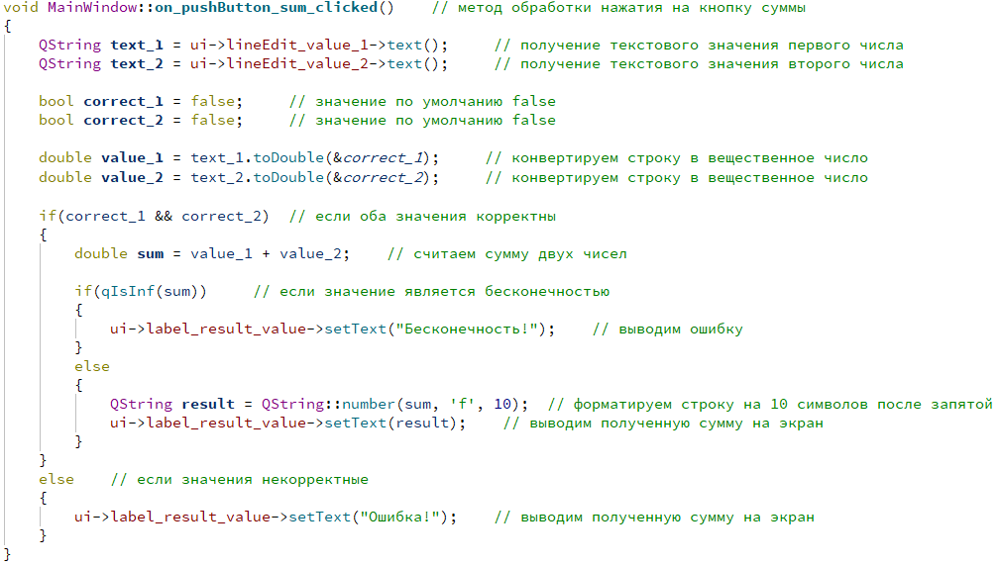 void MainWindow::on_pushButton_sum_clicked()    // метод обработки нажатия на кнопку суммы
{
    QString text_1 = ui->lineEdit_value_1->text();     // получение текстового значения первого числа
    QString text_2 = ui->lineEdit_value_2->text();     // получение текстового значения второго числа

    bool correct_1 = false;     // значение по умолчанию false
    bool correct_2 = false;     // значение по умолчанию false

    double value_1 = text_1.toDouble(&correct_1);     // конвертируем строку в вещественное число
    double value_2 = text_2.toDouble(&correct_2);     // конвертируем строку в вещественное число

    if(correct_1 && correct_2)  // если оба значения корректны
    {
        double sum = value_1 + value_2;    // считаем сумму двух чисел

        if(qIsInf(sum))     // если значение является бесконечностью
        {
            ui->label_result_value->setText("Бесконечность!");    // выводим ошибку
        }
        else
        {
            QString result = QString::number(sum, 'f', 10);  // форматируем строку на 10 символов после запятой
            ui->label_result_value->setText(result);    // выводим полученную сумму на экран
        }
    }
    else    // если значения некорректные
    {
        ui->label_result_value->setText("Ошибка!");    // выводим полученную сумму на экран
    }
}